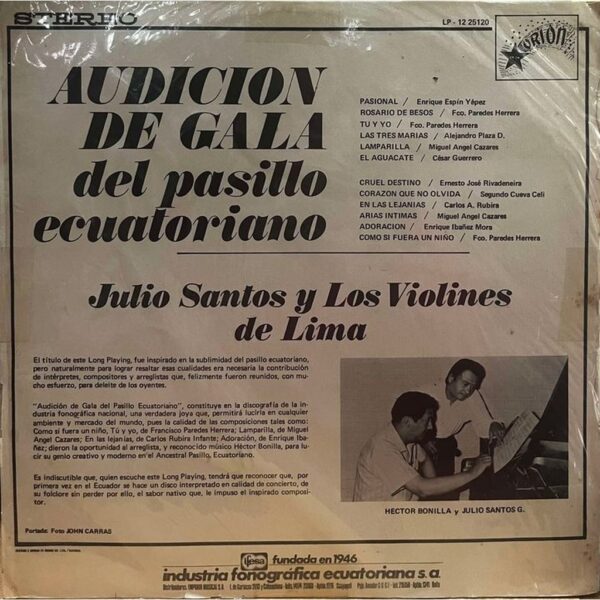 STEREO
LP - 12 25120
ORION
AUDICION
DE GALA
del pasillo
ecuatoriano
PASIONAL / Enrique Espín Yépez
ROSARIO DE BESOS / Fco. Paredes Herrera
TU Y YO / Fco. Paredes Herrera
LAS TRES MARIAS / Alejandro Plaza D.
LAMPARILLA / Miguel Angel Cazares
EL AGUACATE / César Guerrero
CRUEL DESTINO / Ernesto José Rivadeneira
CORAZON QUE NO OLVIDA / Segundo Cueva Celi
EN LAS LEJANIAS / Carlos A. Rubira
ARIAS INTIMAS / Miguel Angel Cazares
ADORACION / Enrique Ibañez Mora
COMO SI FUERA UN NIÑO / Fco. Paredes Herrera
Julio Santos y Los Violines
de Lima
El título de este Long Playing, fue inspirado en la sublimidad del pasillo ecuatoriano,
pero naturalmente para lograr resaltar esas cualidades era necesaria la contribución
de intérpretes, compositores y arreglistas que, felizmente fueron reunidos, con mu-
cho esfuerzo, para deleite de los oyentes.
"Audición de Gala del Pasillo Ecuatoriano", constituye en la discografía de la in-
dustria fonográfica nacional, una verdadera joya que, permitirá lucirla en cualquier
ambiente y mercado del mundo, pues la calidad de las composiciones tales como:
Como si fuera un niño, Tú y yo, de Francisco Paredes Herrera; Lamparilla, de Miguel
Angel Cazares; En las lejanías, de Carlos Rubira Infante; Adoración, de Enrique Iba-
ñez; dieron la oportunidad al arreglista, y reconocido músico Héctor Bonilla, para lu-
cir su genio creativo y moderno en el Ancestral Pasillo, Ecuatoriano.
Es indiscutible que, quien escuche este Long Playing, tendrá que reconocer que, por
primera vez en el Ecuador se hace un disco interpretado en calidad de concierto, de
su folclore sin perder por ello, el sabor nativo que, le impuso el inspirado composi-
tor.
HECTOR BONILLA y JULIO SANTOS G.
Portada: Foto JOHN CARRAS
ifesa fundada en 1946
industria fonográfica ecuatoriana s.a.